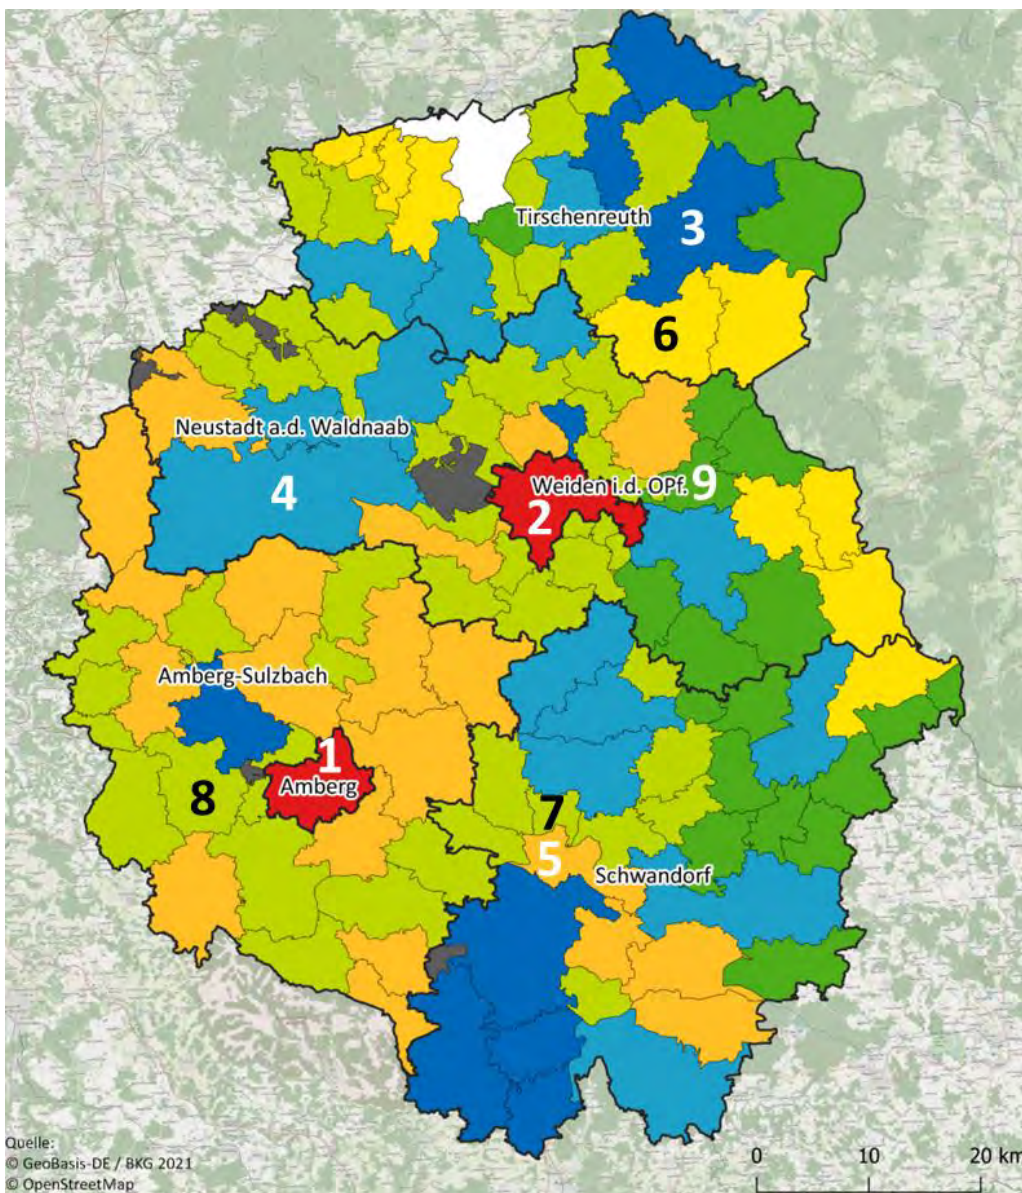 Tirschenreuth
3
6
Neustadt a.d. Waldnaab
4
Weiden i.d. OPf.
9
2
Amberg-Sulzbach
1
Amberg
8
7
5
Schwandorf
Quelle:
© GeoBasis-DE / BKG 2021
© OpenStreetMap
0 10 20 km